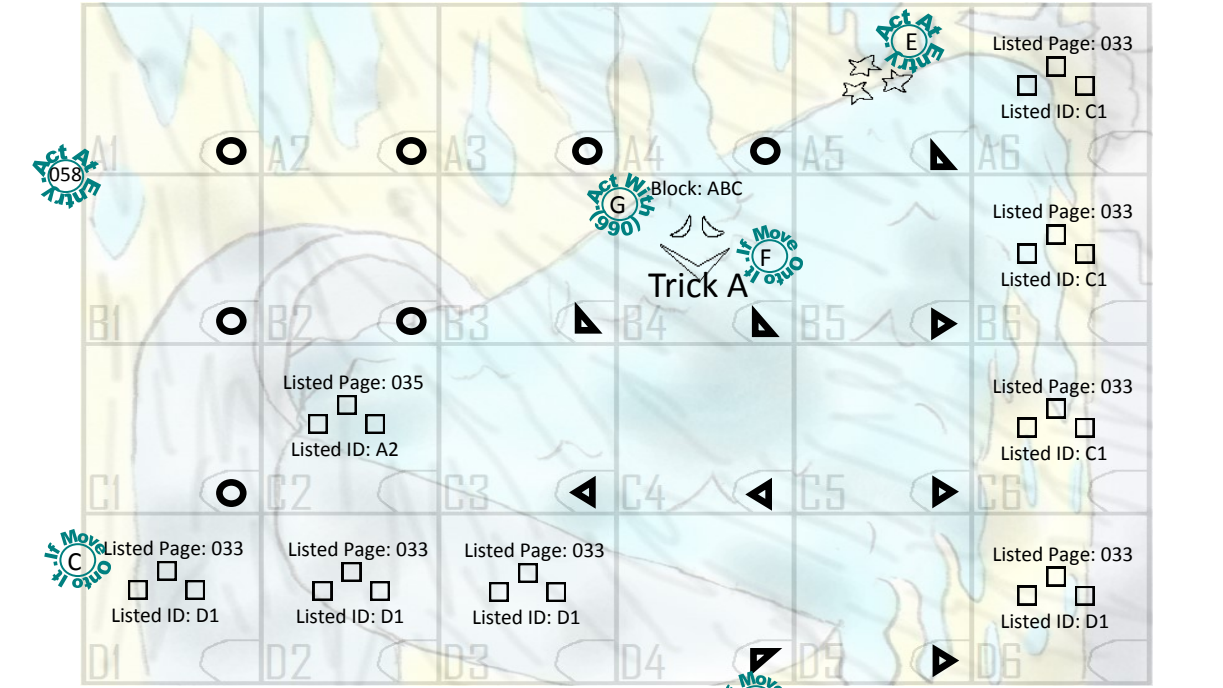 Act At Entry
E
Listed Page: 033
Listed ID: C1
A1
A2
A3
A4
A5
A6
Act At Entry
058
Act With (066)
G
Block: ABC
If Move Onto It
F
Trick A
Listed Page: 033
Listed ID: C1
B1
B2
B3
B4
B5
B6
Listed Page: 035
Listed ID: A2
Listed Page: 033
Listed ID: C1
C1
C2
C3
C4
C5
C6
If Move Onto It
C
Listed Page: 033
Listed ID: D1
Listed Page: 033
Listed ID: D1
Listed Page: 033
Listed ID: D1
Listed Page: 033
Listed ID: D1
D1
D2
D3
D4
D5
D6
Move